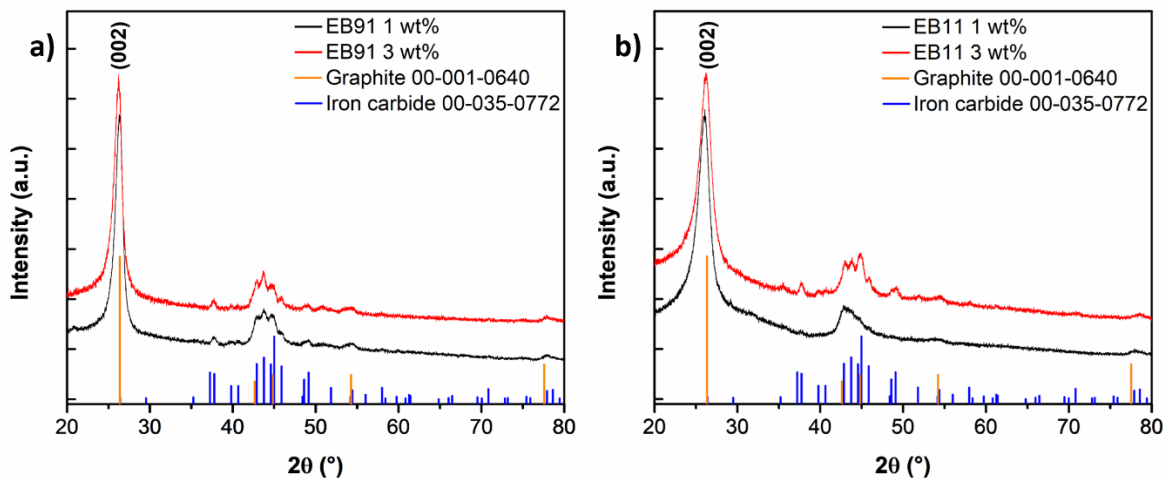 a)
(002)
EB91 1 wt%
EB91 3 wt%
Graphite 00-001-0640
Iron carbide 00-035-0772
Intensity (a.u.)
20 30 40 50 60 70 80
2θ (°)
b)
(002)
EB11 1 wt%
EB11 3 wt%
Graphite 00-001-0640
Iron carbide 00-035-0772
Intensity (a.u.)
20 30 40 50 60 70 80
2θ (°)